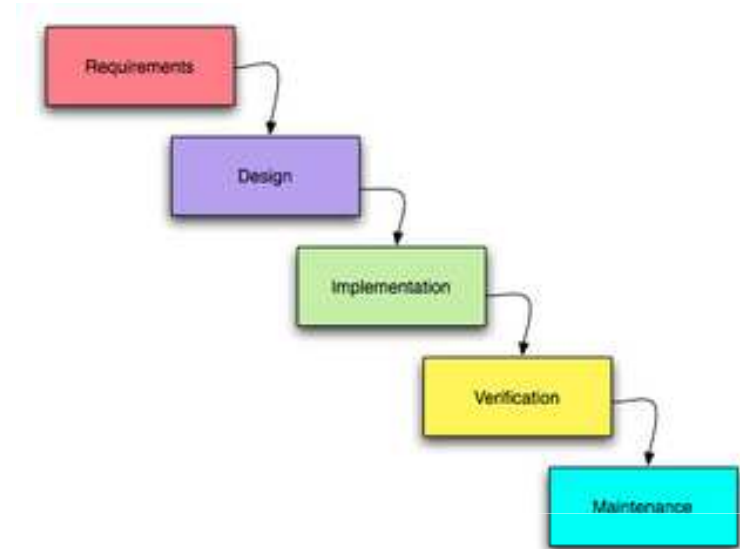 Requirements
Design
Implementation
Verification
Maintenance